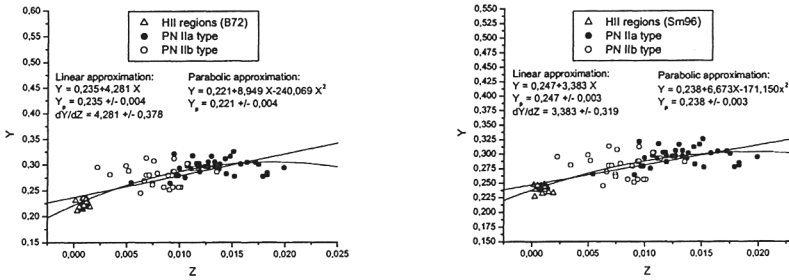 HII regions (B72)
PN IIa type
PN IIb type
Linear approximation:
Y = 0,235+4,281 X
Yp = 0,235 +/- 0,004
dY/dZ = 4,281 +/- 0,378
Parabolic approximation:
Y = 0,221+8,949 X-240,069 X²
Yp = 0,221 +/- 0,004
0,60
0,55
0,50
0,45
0,40
0,35
0,30
0,25
0,20
0,15
Y
0,000
0,005
0,010
0,015
0,020
0,025
Z
HII regions (Sm96)
PN IIa type
PN IIb type
Linear approximation:
Y = 0,247+3,383 X
Yp = 0,247 +/- 0,003
dY/dZ = 3,383 +/- 0,319
Parabolic approximation:
Y = 0,238+6,673X-171,150x²
Yp = 0,238 +/- 0,003
0,550
0,525
0,500
0,475
0,450
0,425
0,400
0,375
0,350
0,325
0,300
0,275
0,250
0,225
0,200
0,175
0,150
Y
0,000
0,005
0,010
0,015
0,020
Z